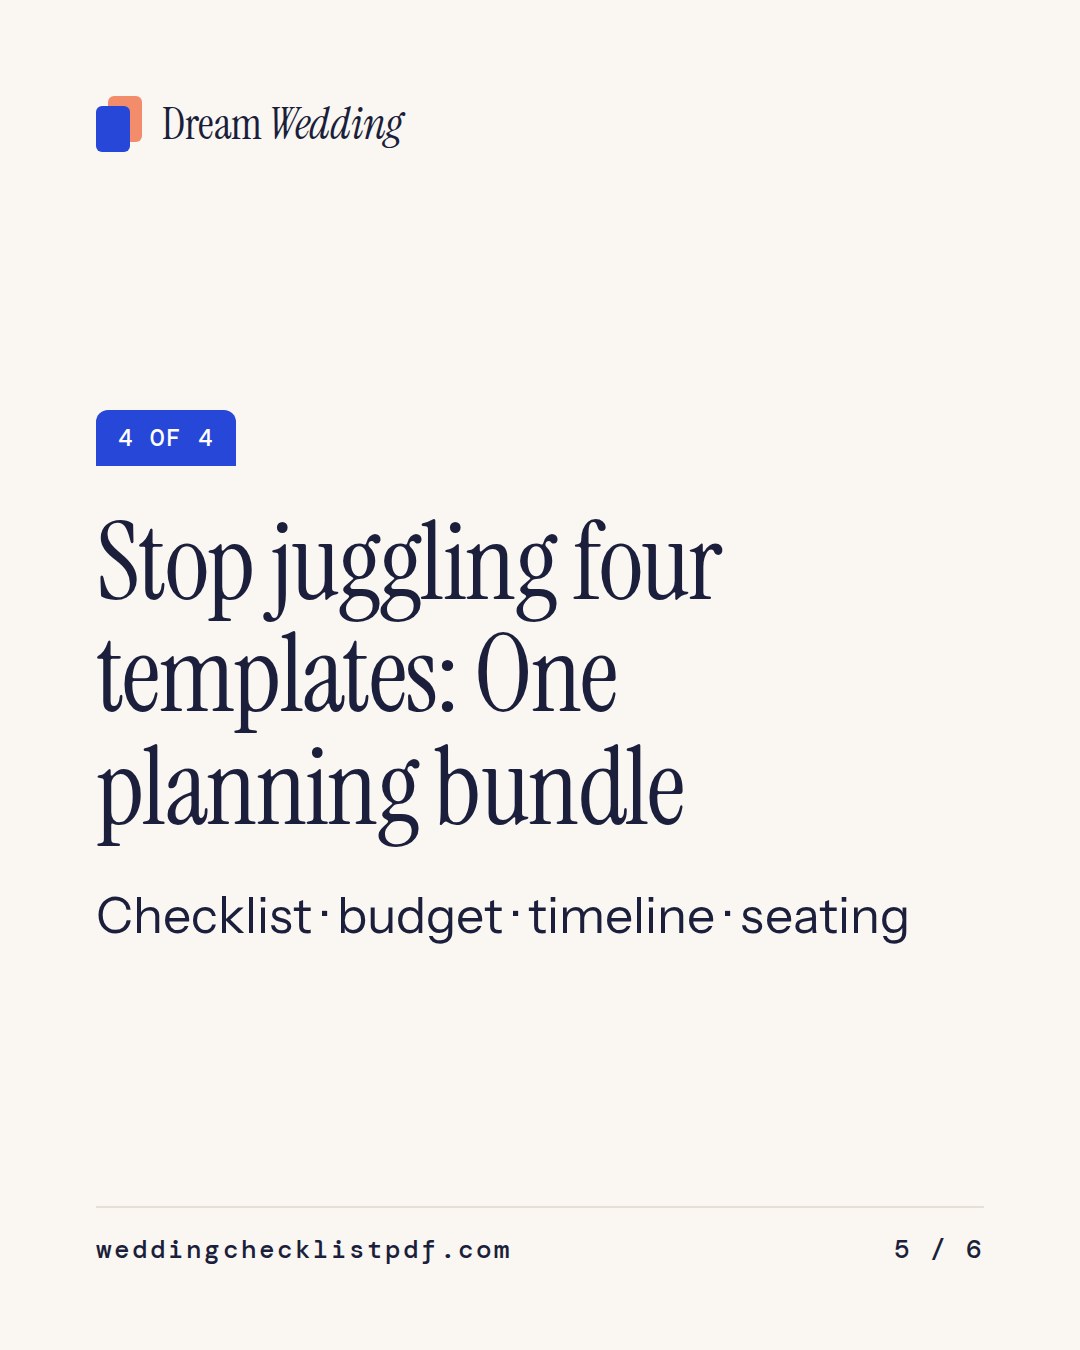 Dream Wedding
4 OF 4
Stop juggling four
templates: One
planning bundle
Checklist · budget · timeline · seating
weddingchecklistpdf.com
5 / 6